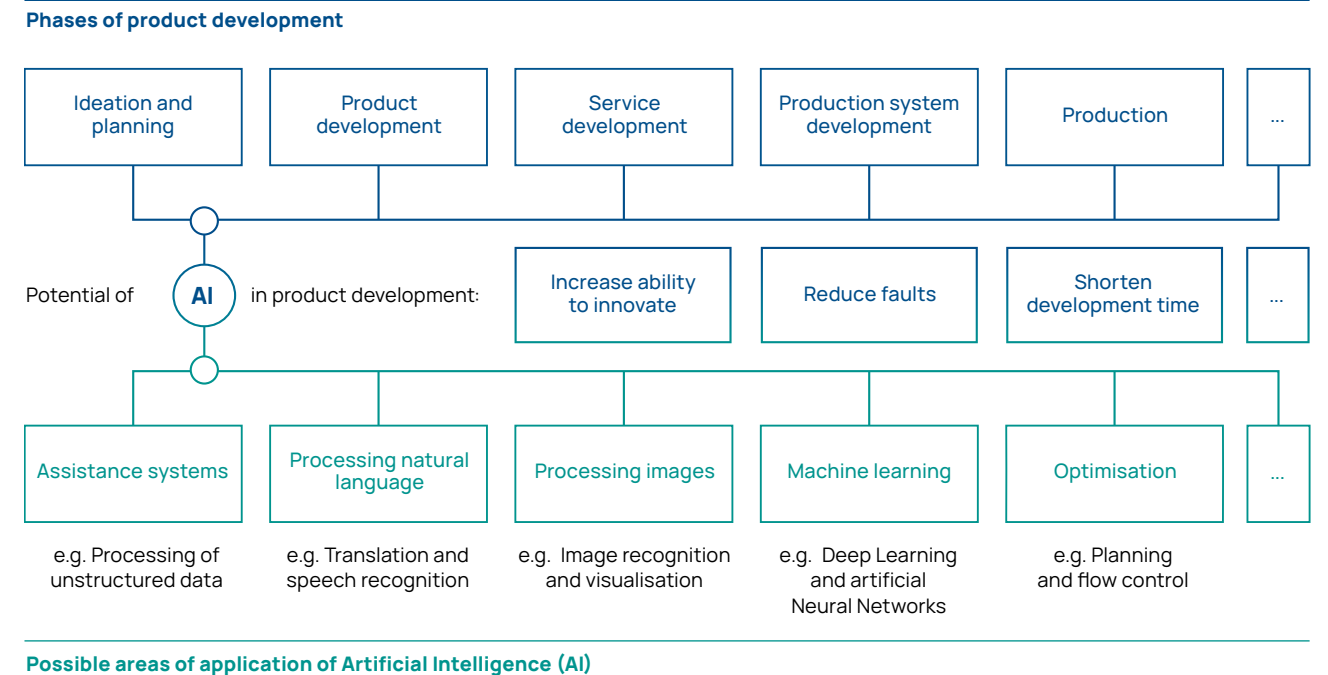 Phases of product development
Ideation and
planning
Product
development
Service
development
Production system
development
Production
...
Potential of
AI
in product development:
Increase ability
to innovate
Reduce faults
Shorten
development time
...
Assistance systems
Processing natural
language
Processing images
Machine learning
Optimisation
...
e.g. Processing of
unstructured data
e.g. Translation and
speech recognition
e.g. Image recognition
and visualisation
e.g. Deep Learning
and artificial
Neural Networks
e.g. Planning
and flow control
Possible areas of application of Artificial Intelligence (AI)